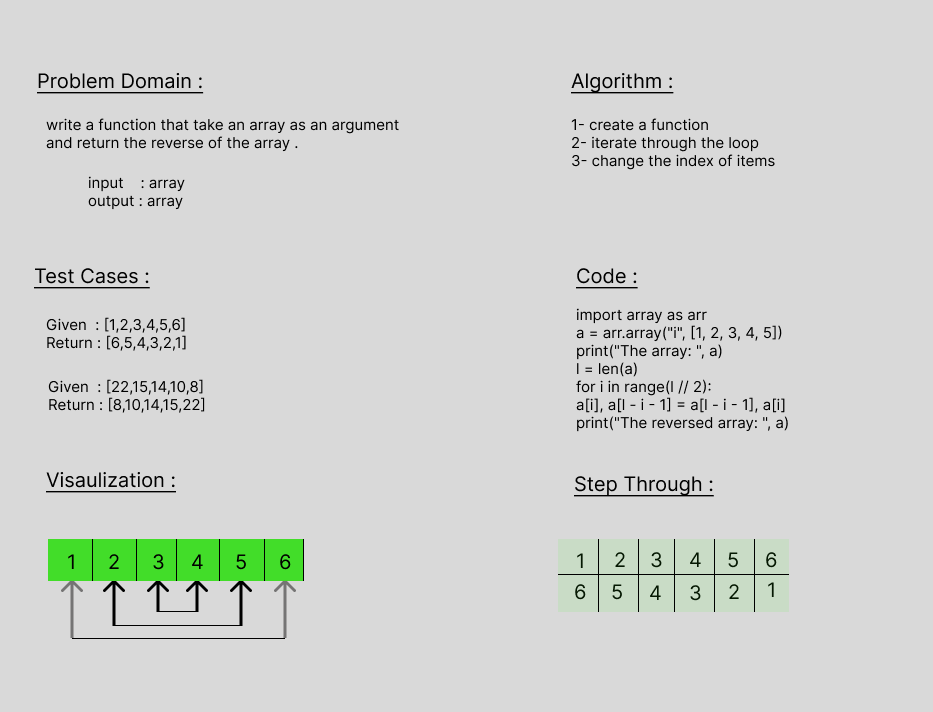 Problem Domain :
write a function that take an array as an argument
and return the reverse of the array .
input : array
output : array
Test Cases :
Given : [1,2,3,4,5,6]
Return : [6,5,4,3,2,1]
Given : [22,15,14,10,8]
Return : [8,10,14,15,22]
Visaulization :
1 2 3 4 5 6
Algorithm :
1- create a function
2- iterate through the loop
3- change the index of items
Code :
import array as arr
a = arr.array("i", [1, 2, 3, 4, 5])
print("The array: ", a)
l = len(a)
for i in range(l // 2):
a[i], a[l - i - 1] = a[l - i - 1], a[i]
print("The reversed array: ", a)
Step Through :
1 2 3 4 5 6
6 5 4 3 2 1